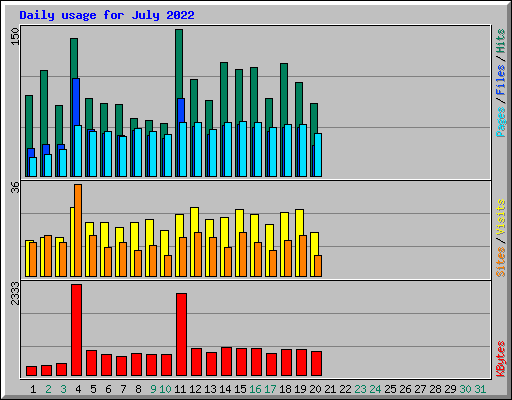 Daily usage for July 2022
150
Pages/Files/Hits
36
Sites/Visits
2333
KBytes
1 2 3 4 5 6 7 8 9 10 11 12 13 14 15 16 17 18 19 20 21 22 23 24 25 26 27 28 29 30 31